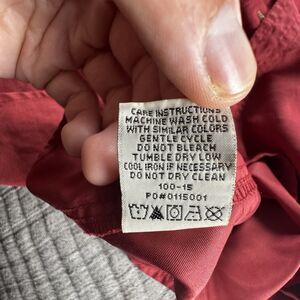 CARE INSTRUCTIONS
MACHINE WASH COLD
WITH SIMILAR COLORS
GENTLE CYCLE
DO NOT BLEACH
TUMBLE DRY LOW
COOL IRON IF NECESSARY
DO NOT DRY CLEAN
100-15
PO#0115001